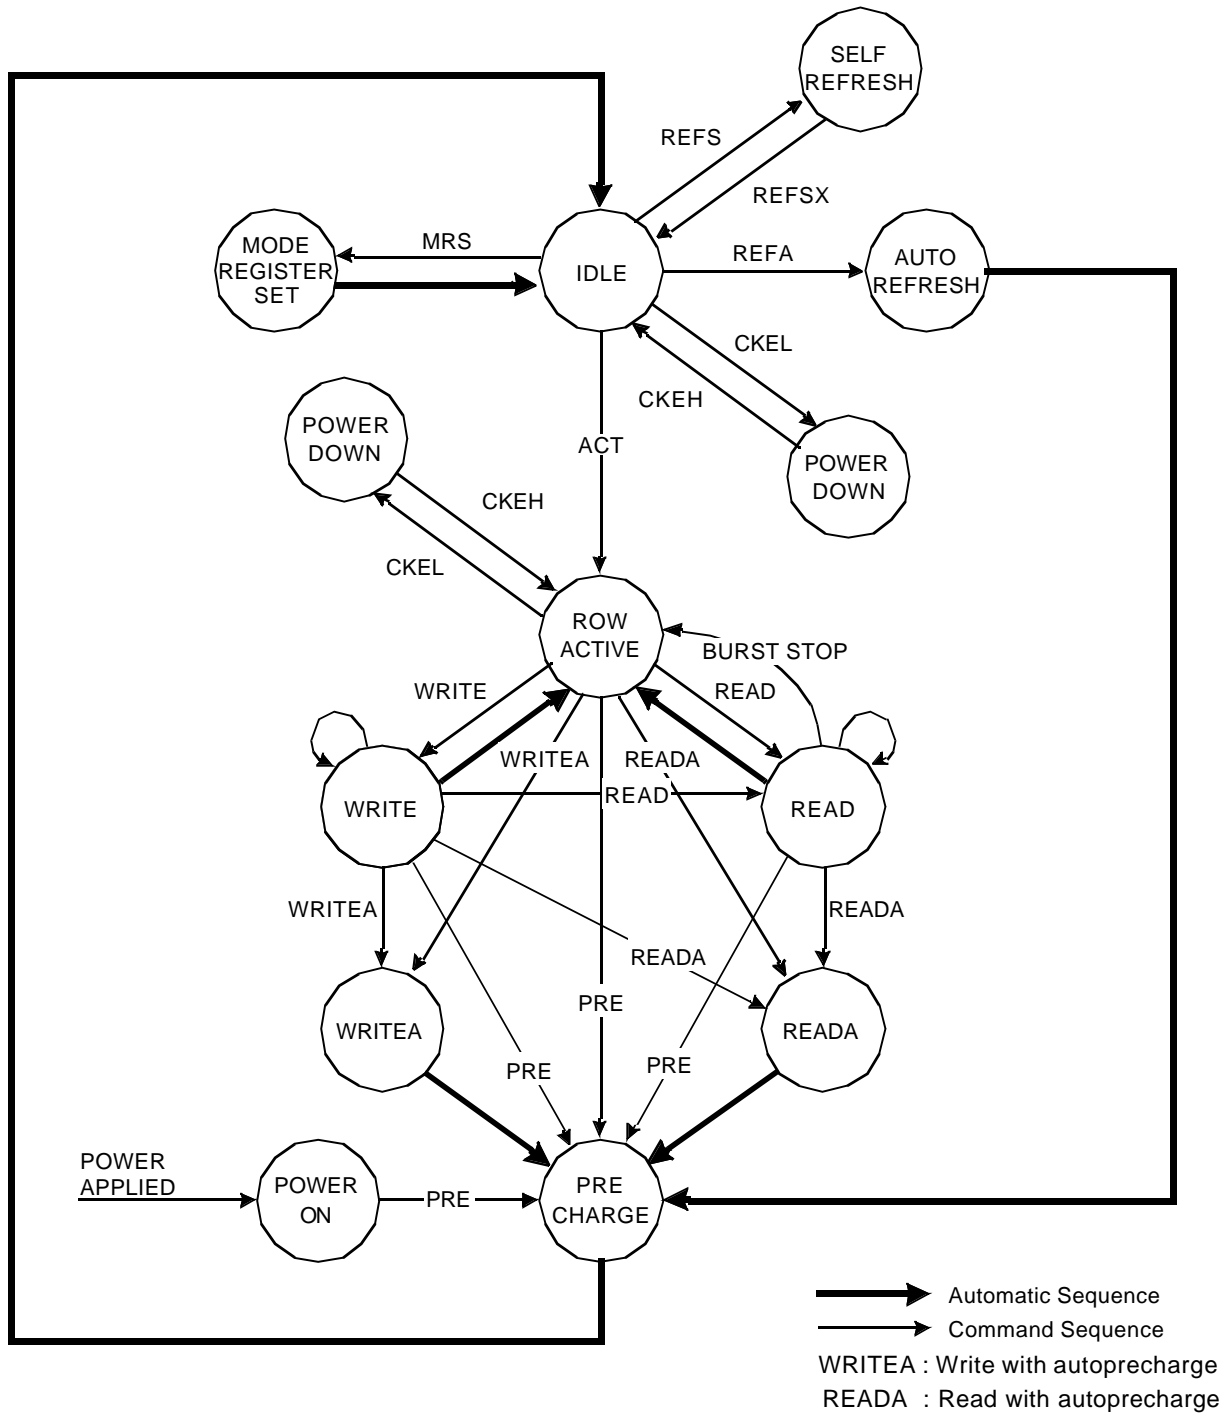 SELF
REFRESH
REFS
REFSX
MODE
REGISTER
SET
MRS
IDLE
REFA
AUTO
REFRESH
CKEL
CKEH
POWER
DOWN
POWER
DOWN
ACT
CKEH
CKEL
ROW
ACTIVE
BURST STOP
WRITE
READ
WRITEA
READA
WRITE
READ
READ
WRITEA
READA
READA
WRITEA
PRE
READA
PRE
PRE
POWER
APPLIED
POWER
ON
PRE
PRE
CHARGE
Automatic Sequence
Command Sequence
WRITEA : Write with autoprecharge
READA : Read with autoprecharge